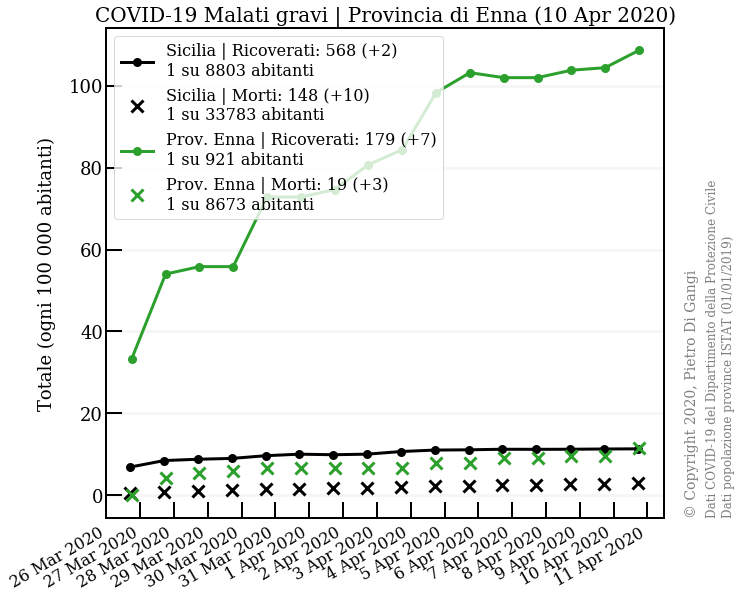 COVID-19 Malati gravi | Provincia di Enna (10 Apr 2020)
Sicilia | Ricoverati: 568 (+2)
1 su 8803 abitanti
Sicilia | Morti: 148 (+10)
1 su 33783 abitanti
Prov. Enna | Ricoverati: 179 (+7)
1 su 921 abitanti
Prov. Enna | Morti: 19 (+3)
1 su 8673 abitanti
Totale (ogni 100 000 abitanti)
100
80
60
40
20
0
26 Mar 2020
27 Mar 2020
28 Mar 2020
29 Mar 2020
30 Mar 2020
31 Mar 2020
1 Apr 2020
2 Apr 2020
3 Apr 2020
4 Apr 2020
5 Apr 2020
6 Apr 2020
7 Apr 2020
8 Apr 2020
9 Apr 2020
10 Apr 2020
11 Apr 2020
© Copyright 2020, Pietro Di Gangi
Dati COVID-19 del Dipartimento della Protezione Civile
Dati popolazione province ISTAT (01/01/2019)